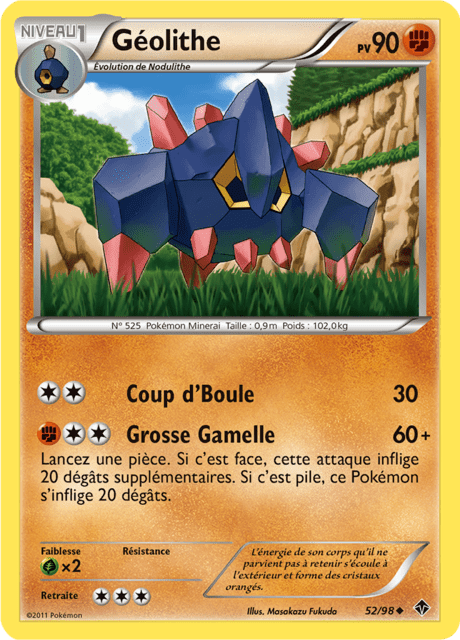 NIVEAU 1
Géolithe
PV 90
Évolution de Nodulithe
N° 525 Pokémon Minerai Taille : 0,9m Poids : 102,0kg
Coup d'Boule 30
Grosse Gamelle 60+
Lancez une pièce. Si c'est face, cette attaque inflige
20 dégâts supplémentaires. Si c'est pile, ce Pokémon
s'inflige 20 dégâts.
Faiblesse Résistance
×2
Retraite
L'énergie de son corps qu'il ne
parvient pas à retenir s'écoule à
l'extérieur et forme des cristaux
orangés.
Illus. Masakazu Fukuda 52/98
©2011 Pokémon